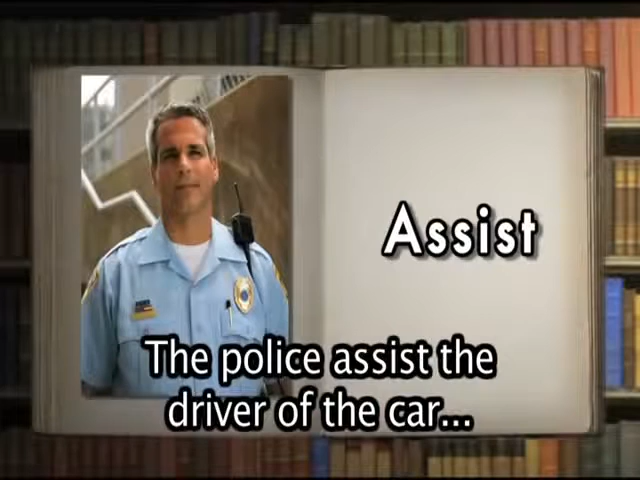 Assist
The police assist the
driver of the car...